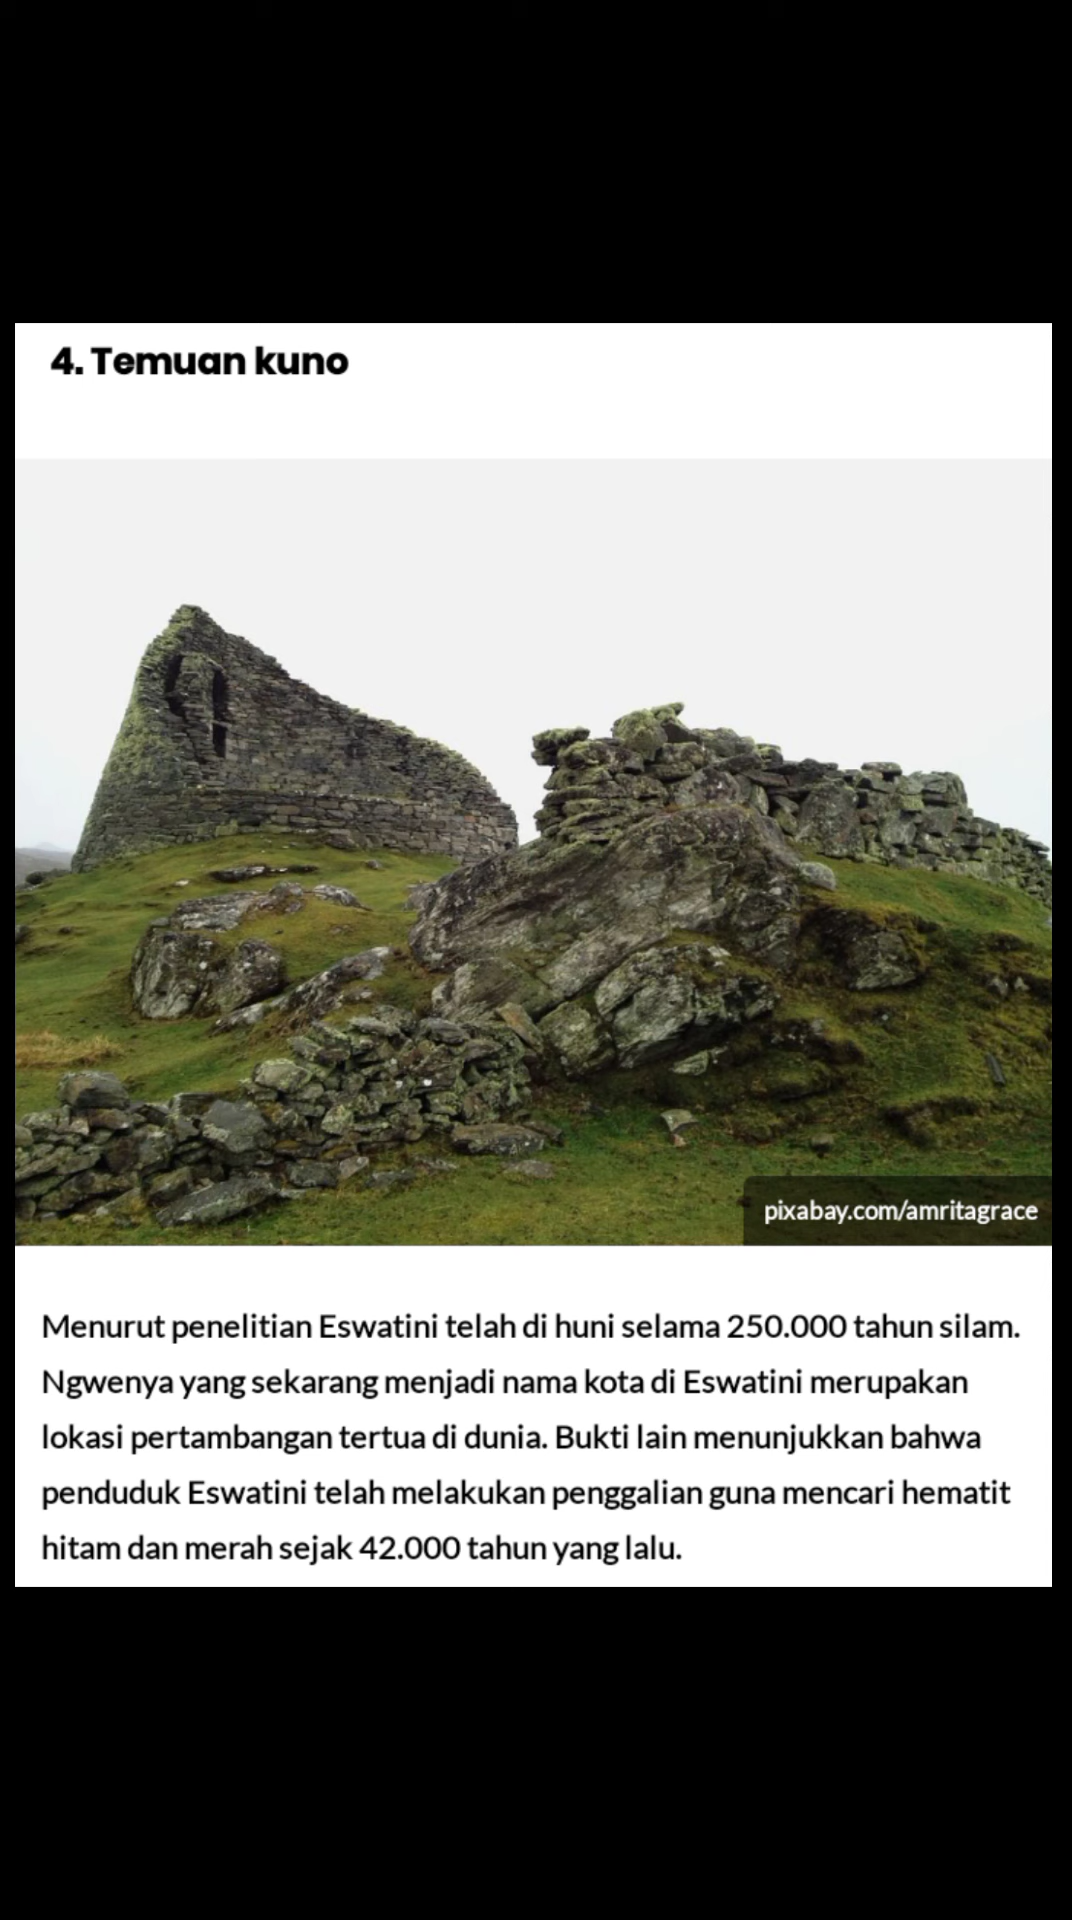 4. Temuan kuno
pixabay.com/amritagrace
Menurut penelitian Eswatini telah di huni selama 250.000 tahun silam.
Ngwenya yang sekarang menjadi nama kota di Eswatini merupakan
lokasi pertambangan tertua di dunia. Bukti lain menunjukkan bahwa
penduduk Eswatini telah melakukan penggalian guna mencari hematit
hitam dan merah sejak 42.000 tahun yang lalu.